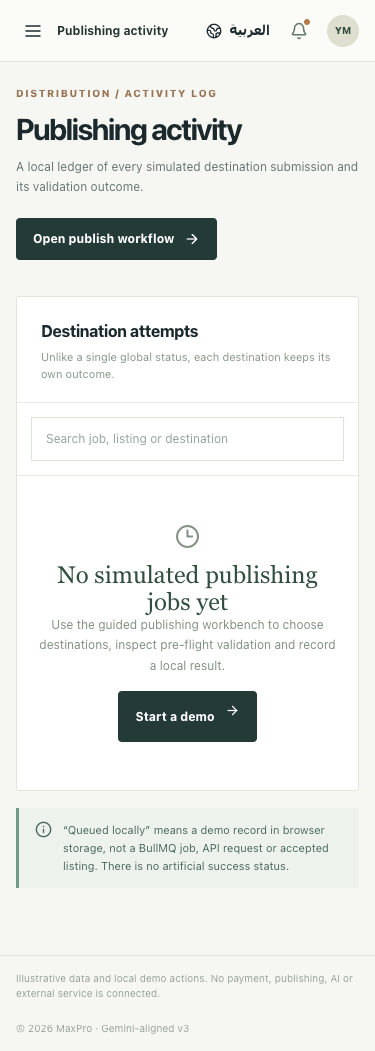 Publishing activity
العربية
YM
DISTRIBUTION / ACTIVITY LOG
Publishing activity
A local ledger of every simulated destination submission and
its validation outcome.
Open publish workflow
Destination attempts
Unlike a single global status, each destination keeps its
own outcome.
Search job, listing or destination
No simulated publishing
jobs yet
Use the guided publishing workbench to choose
destinations, inspect pre-flight validation and record
a local result.
Start a demo
“Queued locally” means a demo record in browser
storage, not a BullMQ job, API request or accepted
listing. There is no artificial success status.
Illustrative data and local demo actions. No payment, publishing, AI or
external service is connected.
© 2026 MaxPro · Gemini-aligned v3